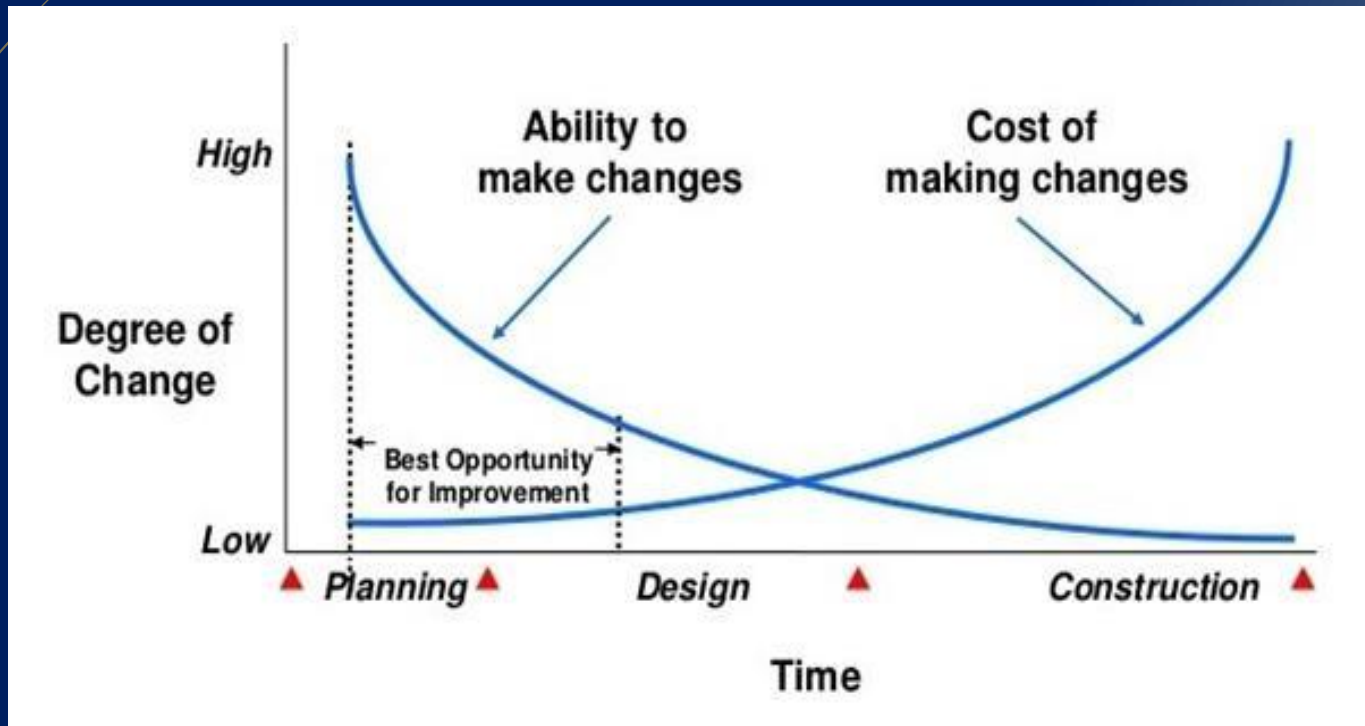 Ability to
make changes
Cost of
making changes
High
Degree of
Change
Best Opportunity
for Improvement
Low
Planning
Design
Construction
Time